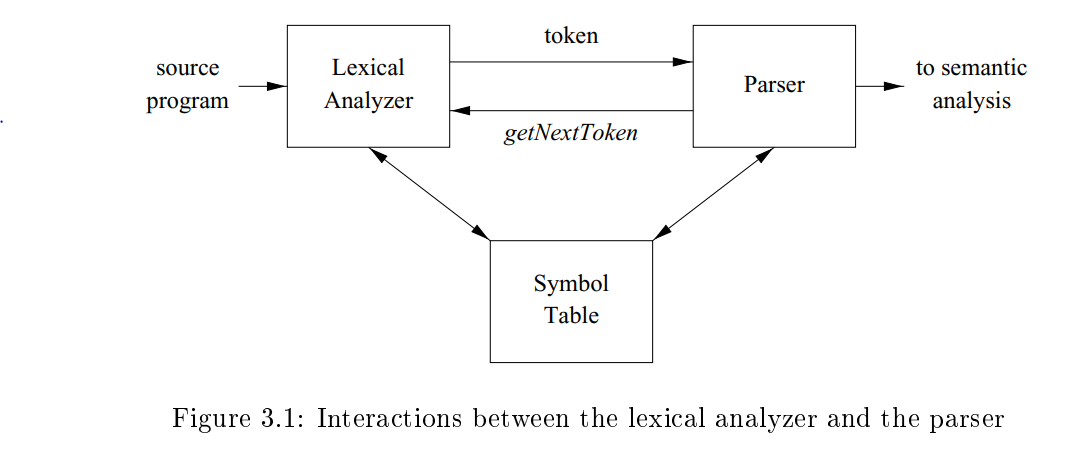 token
source
program
Lexical
Analyzer
Parser
to semantic
analysis
getNextToken
Symbol
Table
Figure 3.1: Interactions between the lexical analyzer and the parser